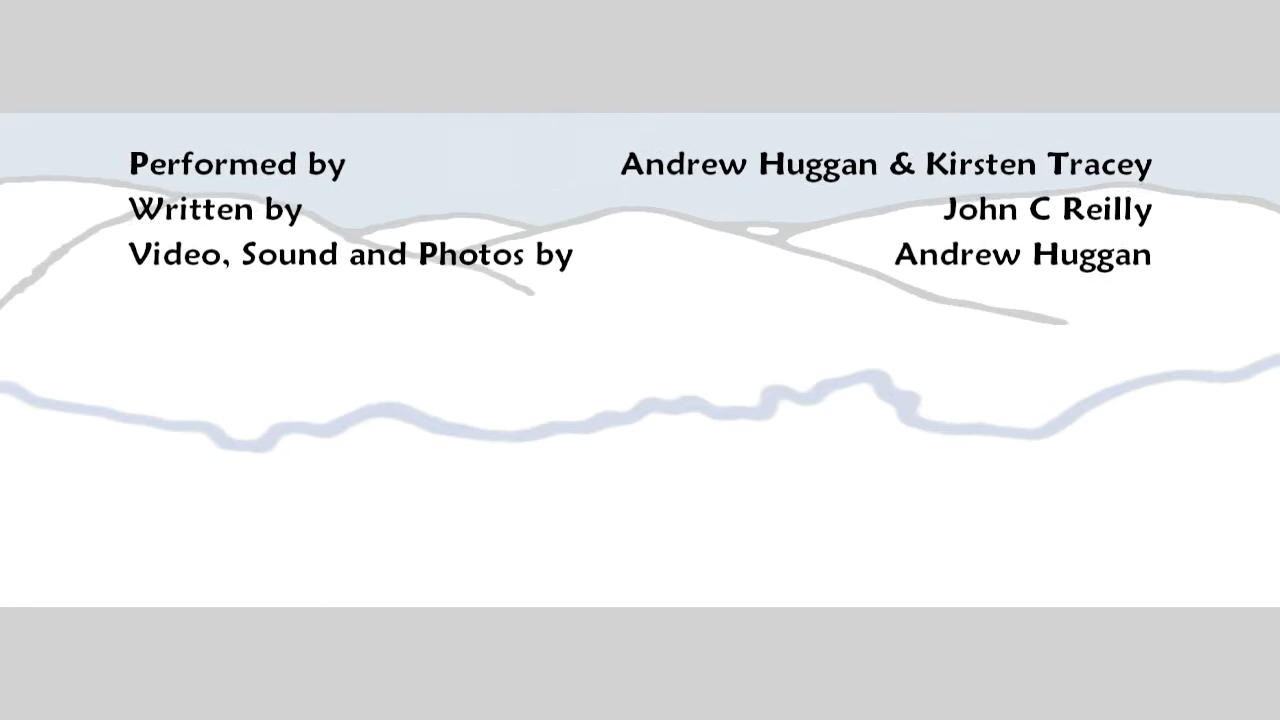 Performed by Andrew Huggan & Kirsten Tracey
Written by John C Reilly
Video, Sound and Photos by Andrew Huggan